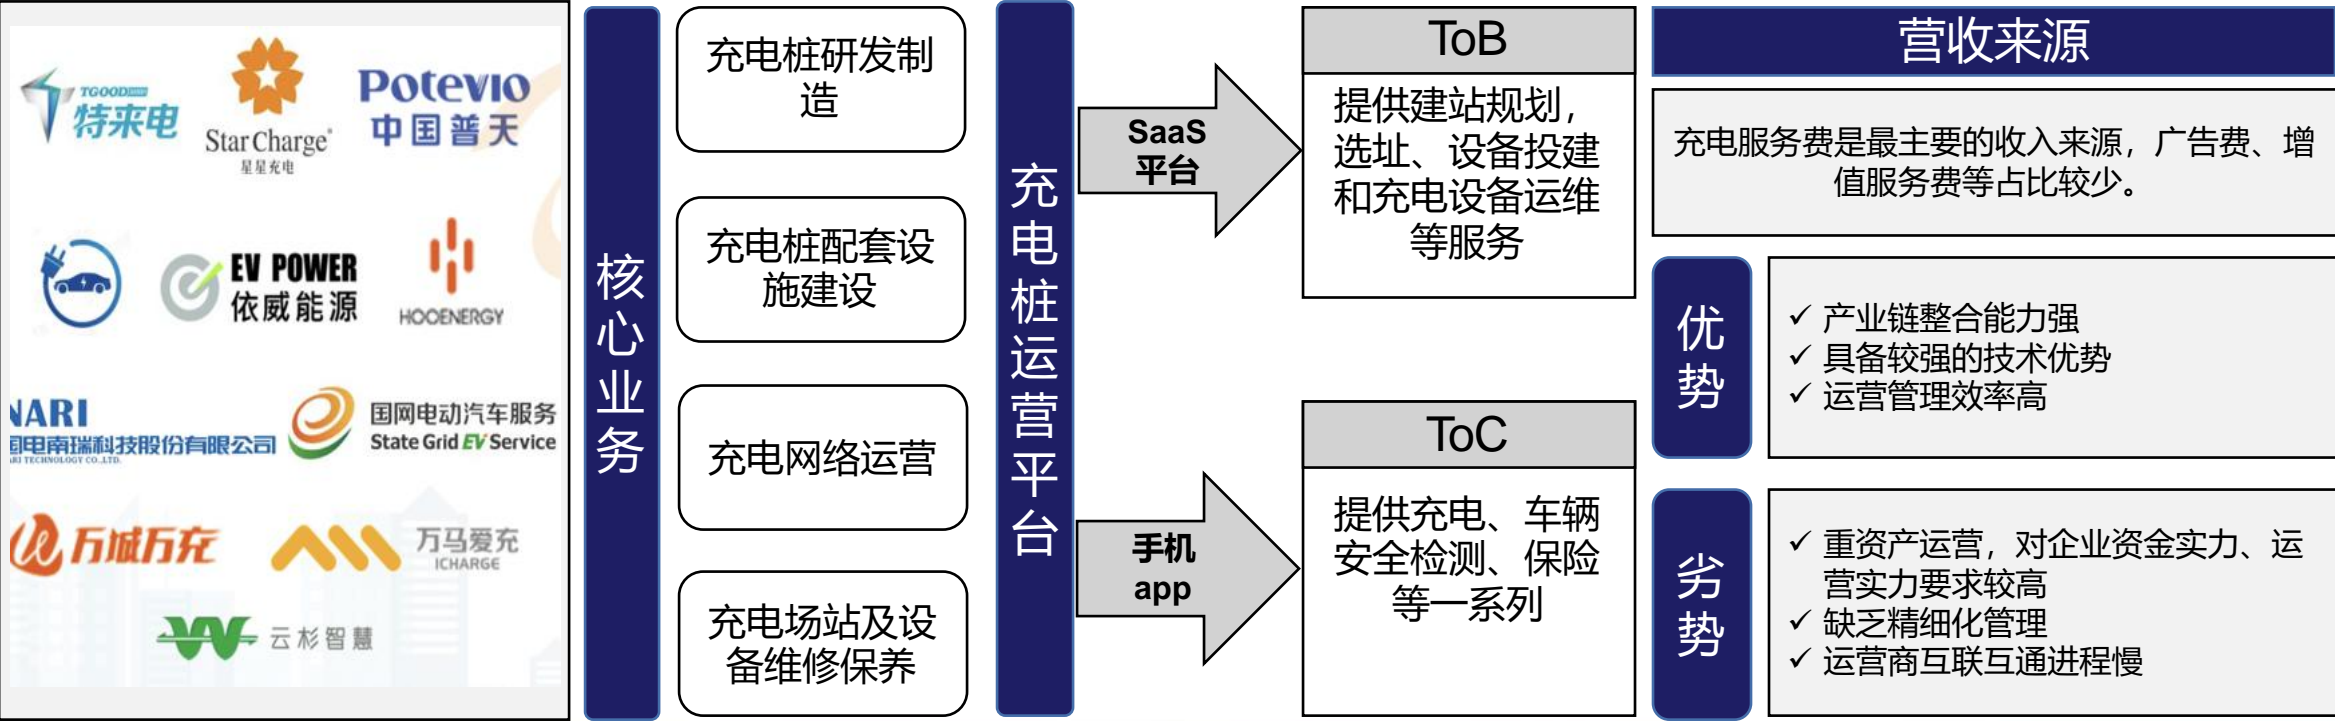 TGOOD
特来电
Star Charge
星星充电
Potevio
中国普天
EV POWER
依威能源
HOOENERGY
NARI
国电南瑞科技股份有限公司
NARI TECHNOLOGY CO.,LTD.
国网电动汽车服务
State Grid EV Service
万城万充
万马爱充
ICHARGE
云杉智慧
核心业务
充电桩研发制
造
充电桩配套设
施建设
充电网络运营
充电场站及设
备维修保养
充电桩运营平台
SaaS
平台
手机
app
ToB
提供建站规划，
选址、设备投建
和充电设备运维
等服务
ToC
提供充电、车辆
安全检测、保险
等一系列
营收来源
充电服务费是最主要的收入来源，广告费、增
值服务费等占比较少。
优势
✓ 产业链整合能力强
✓ 具备较强的技术优势
✓ 运营管理效率高
劣势
✓ 重资产运营，对企业资金实力、运
营实力要求较高
✓ 缺乏精细化管理
✓ 运营商互联互通进程慢